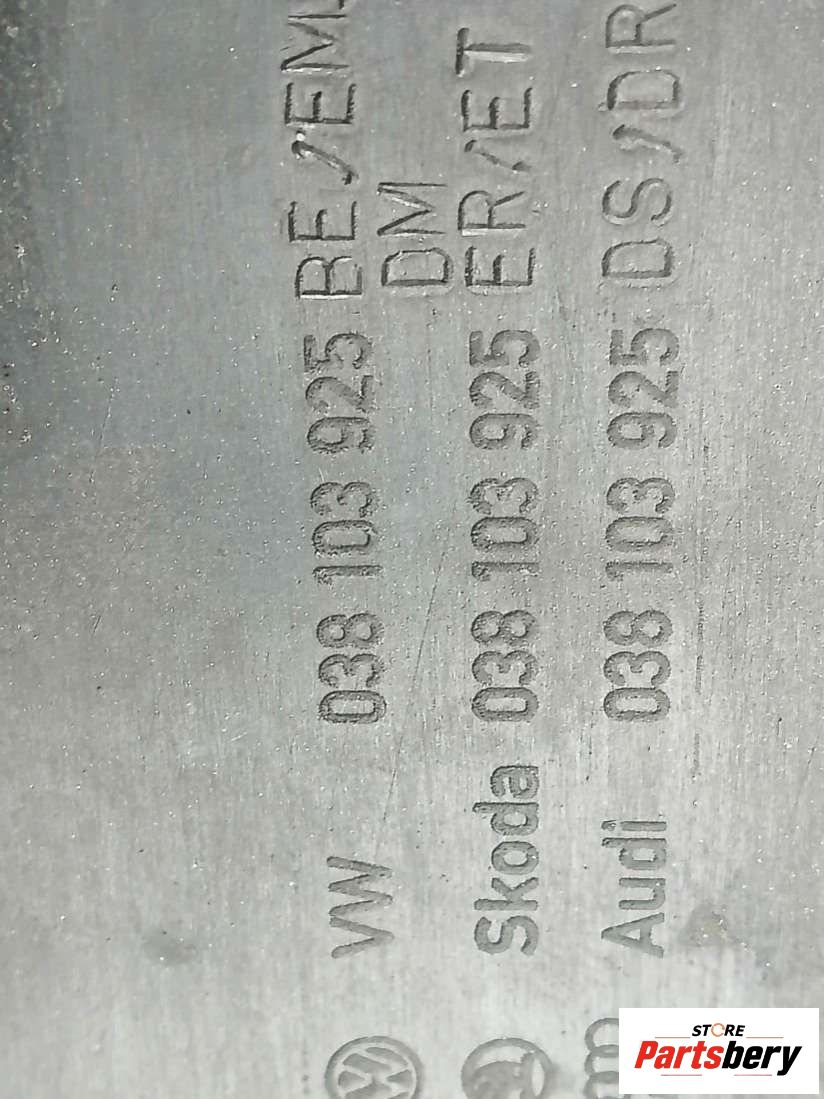 VW 038 103 925 BE/EM
DM
Skoda 038 103 925 ER/ET
Audi 038 103 925 DS/DR
STORE
Partsbery